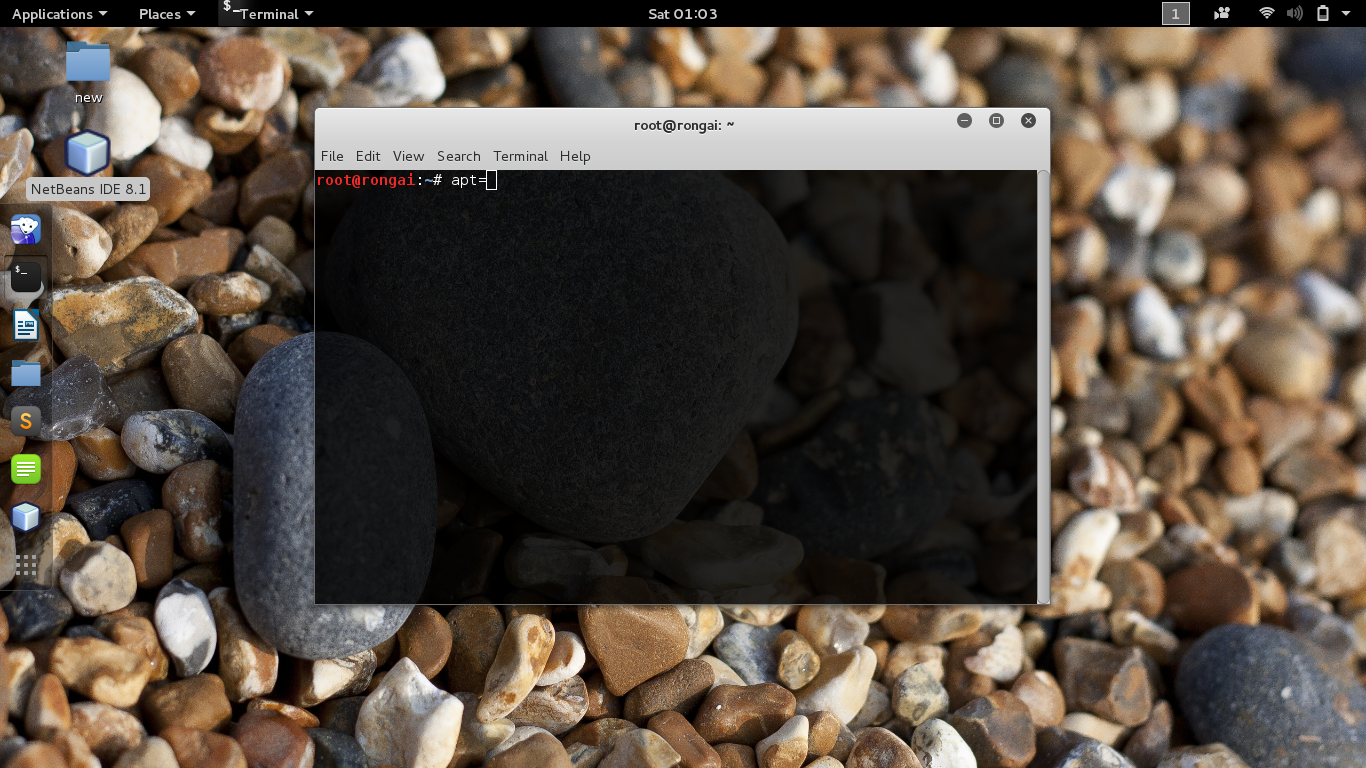 Applications Places $_ Terminal Sat 01:03 1
new
NetBeans IDE 8.1
root@rongai: ~
File Edit View Search Terminal Help
root@rongai:~# apt=
$_
S